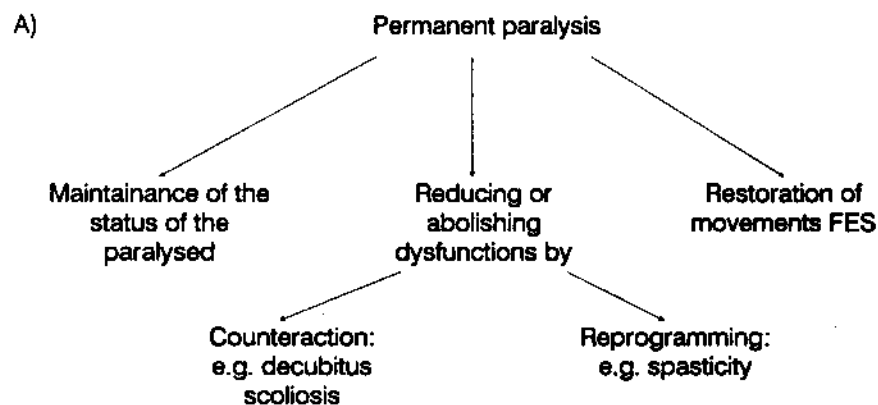 A)
Permanent paralysis
Maintainance of the
status of the
paralysed
Reducing or
abolishing
dysfunctions by
Restoration of
movements FES
Counteraction:
e.g. decubitus
scoliosis
Reprogramming:
e.g. spasticity